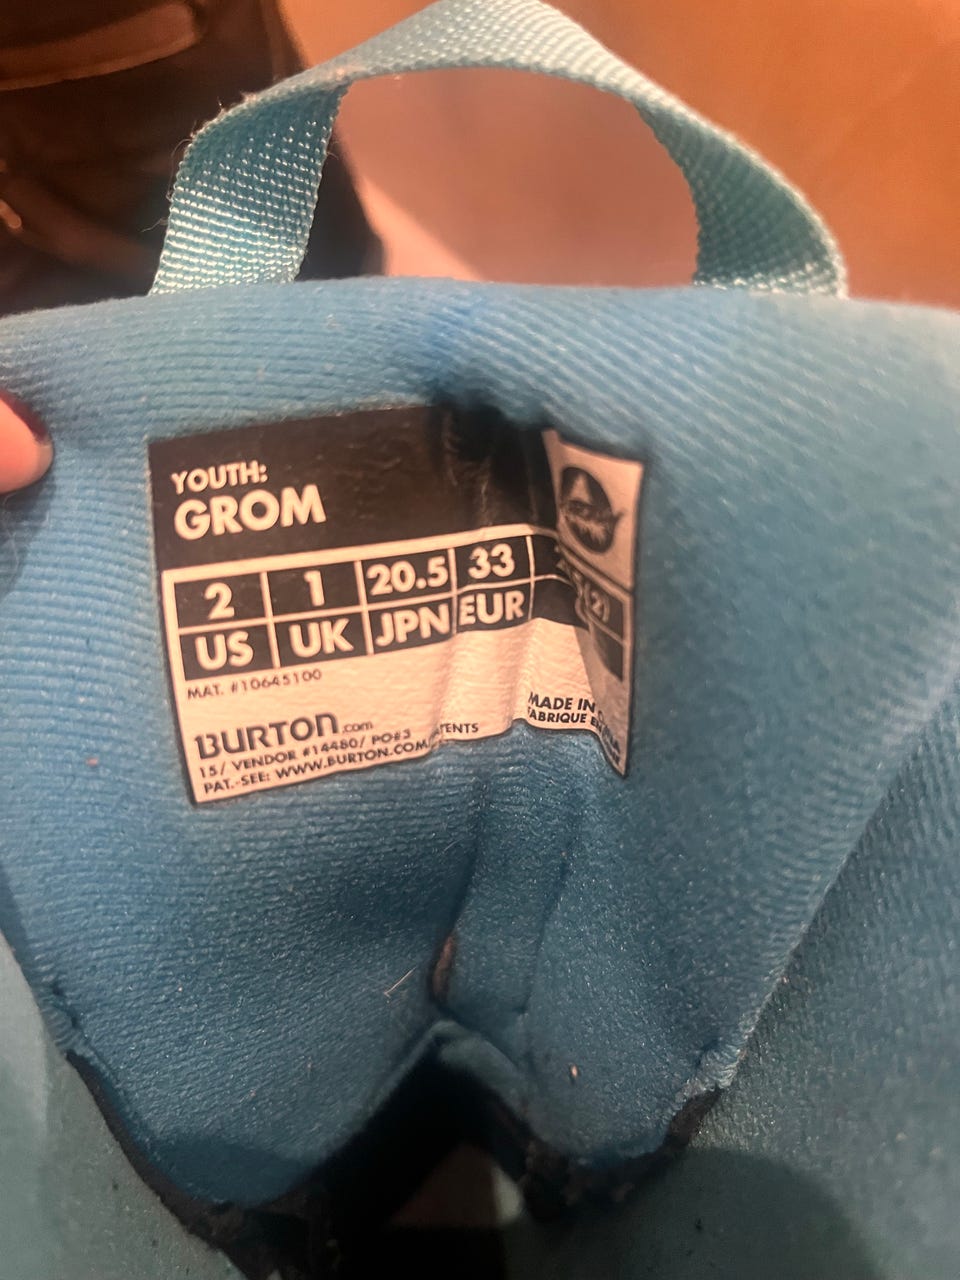 YOUTH:
GROM
2 1 20.5 33
US UK JPN EUR
MAT. #10645100
BURTON.com
15/ VENDOR #14480/ PO#3
PAT.-SEE: WWW.BURTON.COM
MADE IN